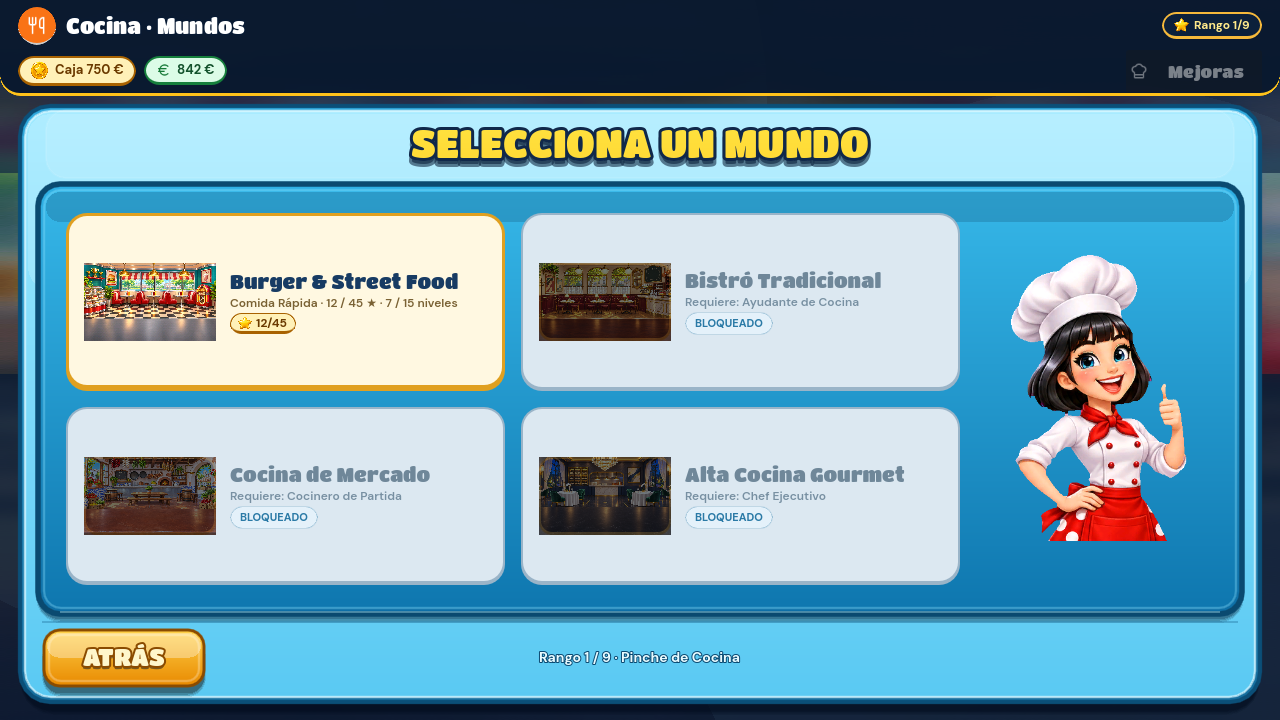 Cocina · Mundos
Rango 1/9
Caja 750 €
€ 842 €
Mejoras
SELECCIONA UN MUNDO
Burger & Street Food
Comida Rápida · 12 / 45 ★ · 7 / 15 niveles
12/45
Bistró Tradicional
Requiere: Ayudante de Cocina
BLOQUEADO
Cocina de Mercado
Requiere: Cocinero de Partida
BLOQUEADO
Alta Cocina Gourmet
Requiere: Chef Ejecutivo
BLOQUEADO
ATRÁS
Rango 1 / 9 · Pinche de Cocina